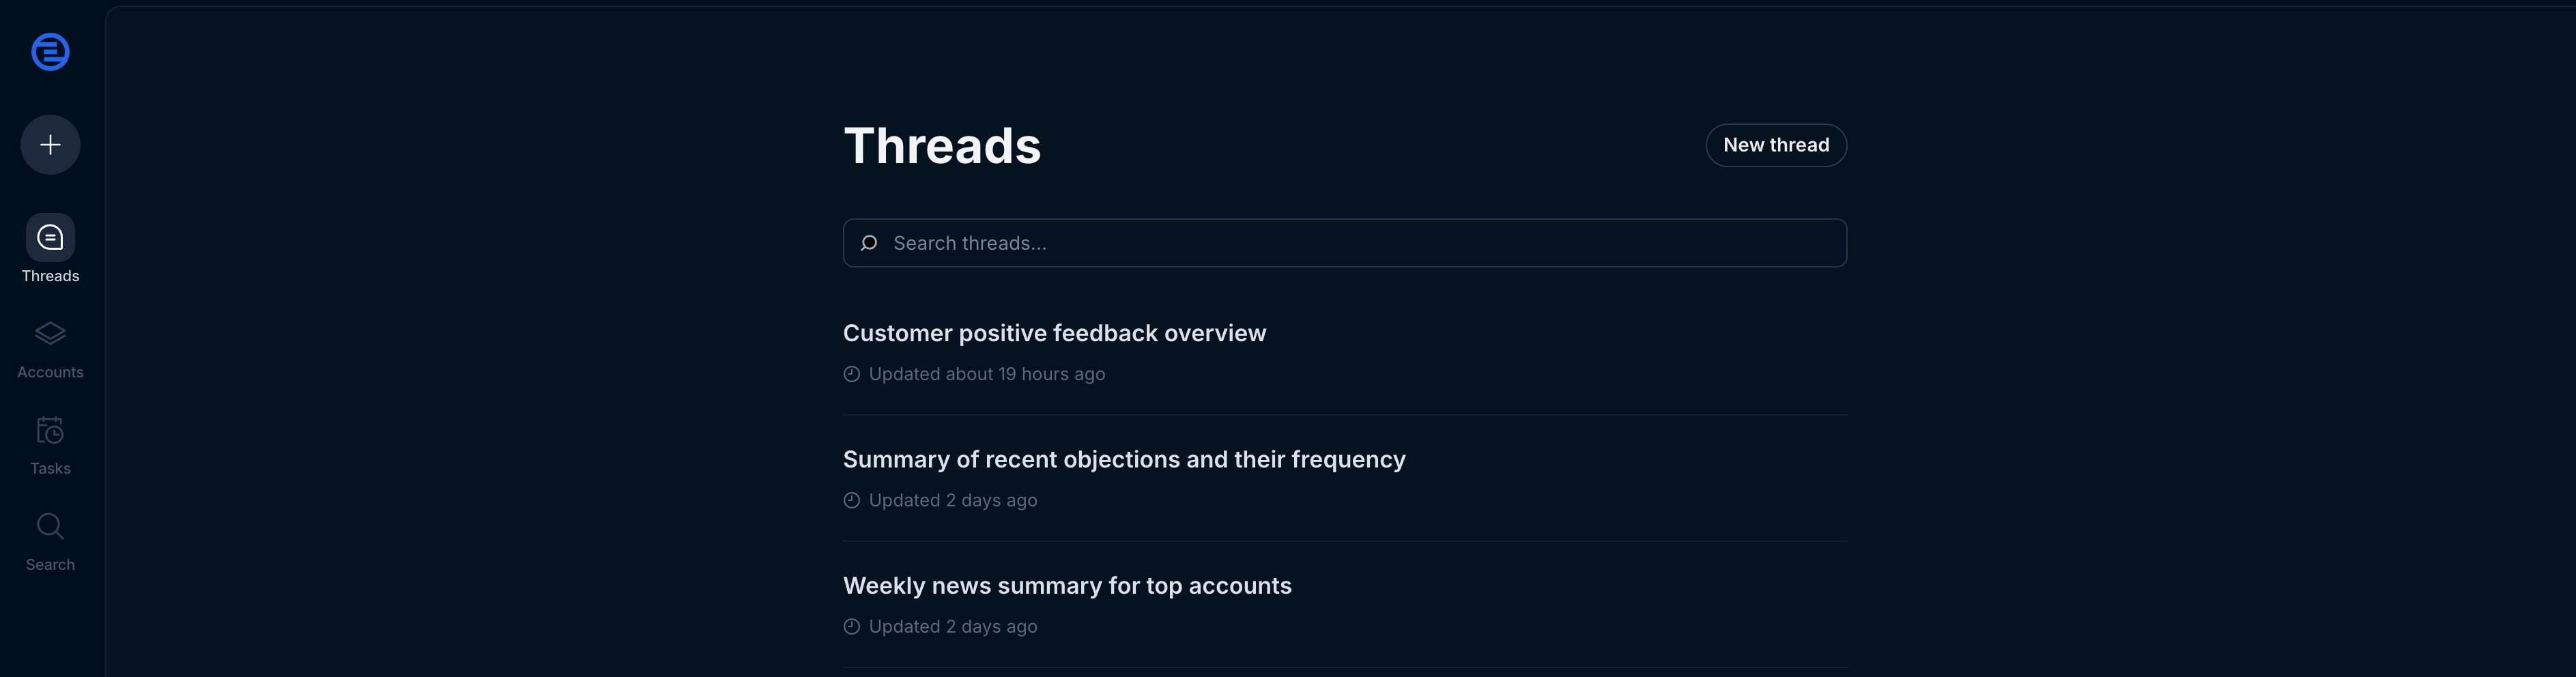 Threads
New thread
Search threads...
Threads
Accounts
Tasks
Search
Customer positive feedback overview
Updated about 19 hours ago
Summary of recent objections and their frequency
Updated 2 days ago
Weekly news summary for top accounts
Updated 2 days ago